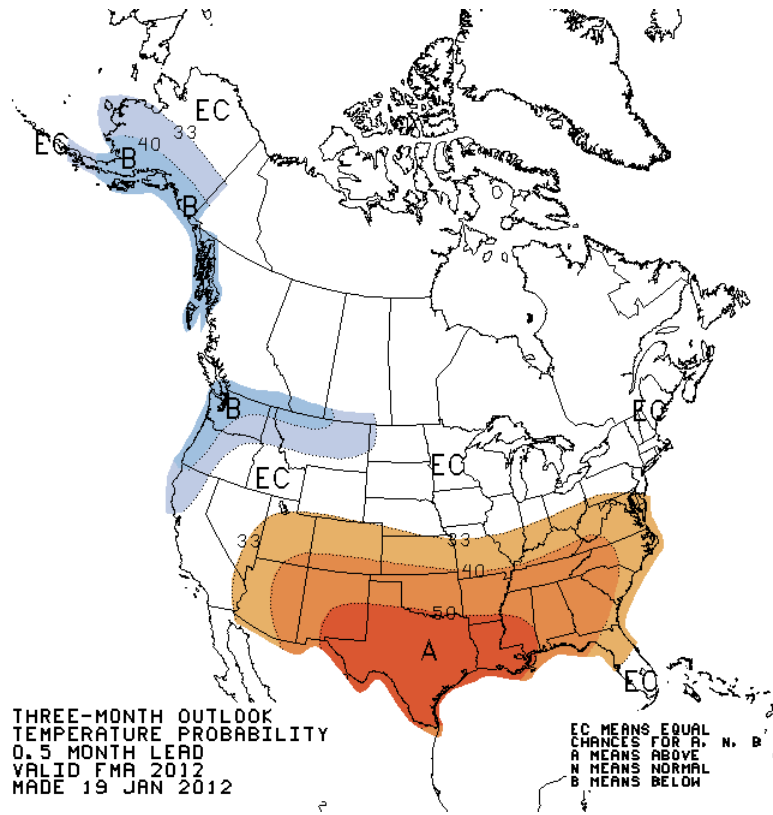 EC
33
40
EC
B
B
B
EC
EC
EC
33
33
40
50
A
EC
THREE-MONTH OUTLOOK
TEMPERATURE PROBABILITY
0.5 MONTH LEAD
VALID FMA 2012
MADE 19 JAN 2012
EC MEANS EQUAL
CHANCES FOR A, N, B
A MEANS ABOVE
N MEANS NORMAL
B MEANS BELOW